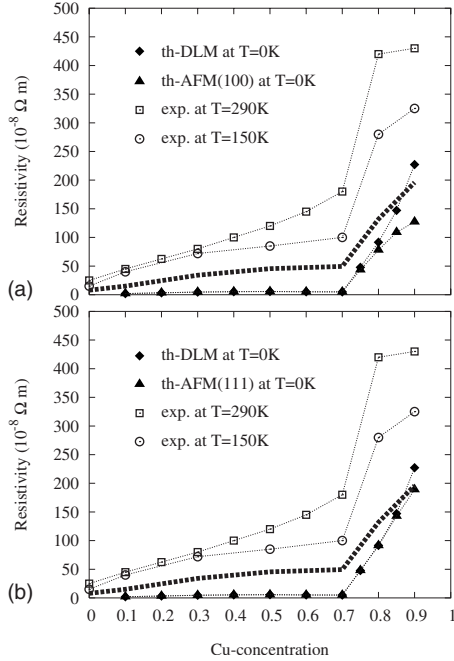 500
450
400
350
300
250
200
150
100
50
0
Resistivity (10⁻⁸ Ω m)
th-DLM at T=0K
th-AFM(100) at T=0K
exp. at T=290K
exp. at T=150K
(a)
500
450
400
350
300
250
200
150
100
50
0
Resistivity (10⁻⁸ Ω m)
th-DLM at T=0K
th-AFM(111) at T=0K
exp. at T=290K
exp. at T=150K
(b)
0 0.1 0.2 0.3 0.4 0.5 0.6 0.7 0.8 0.9 1
Cu-concentration